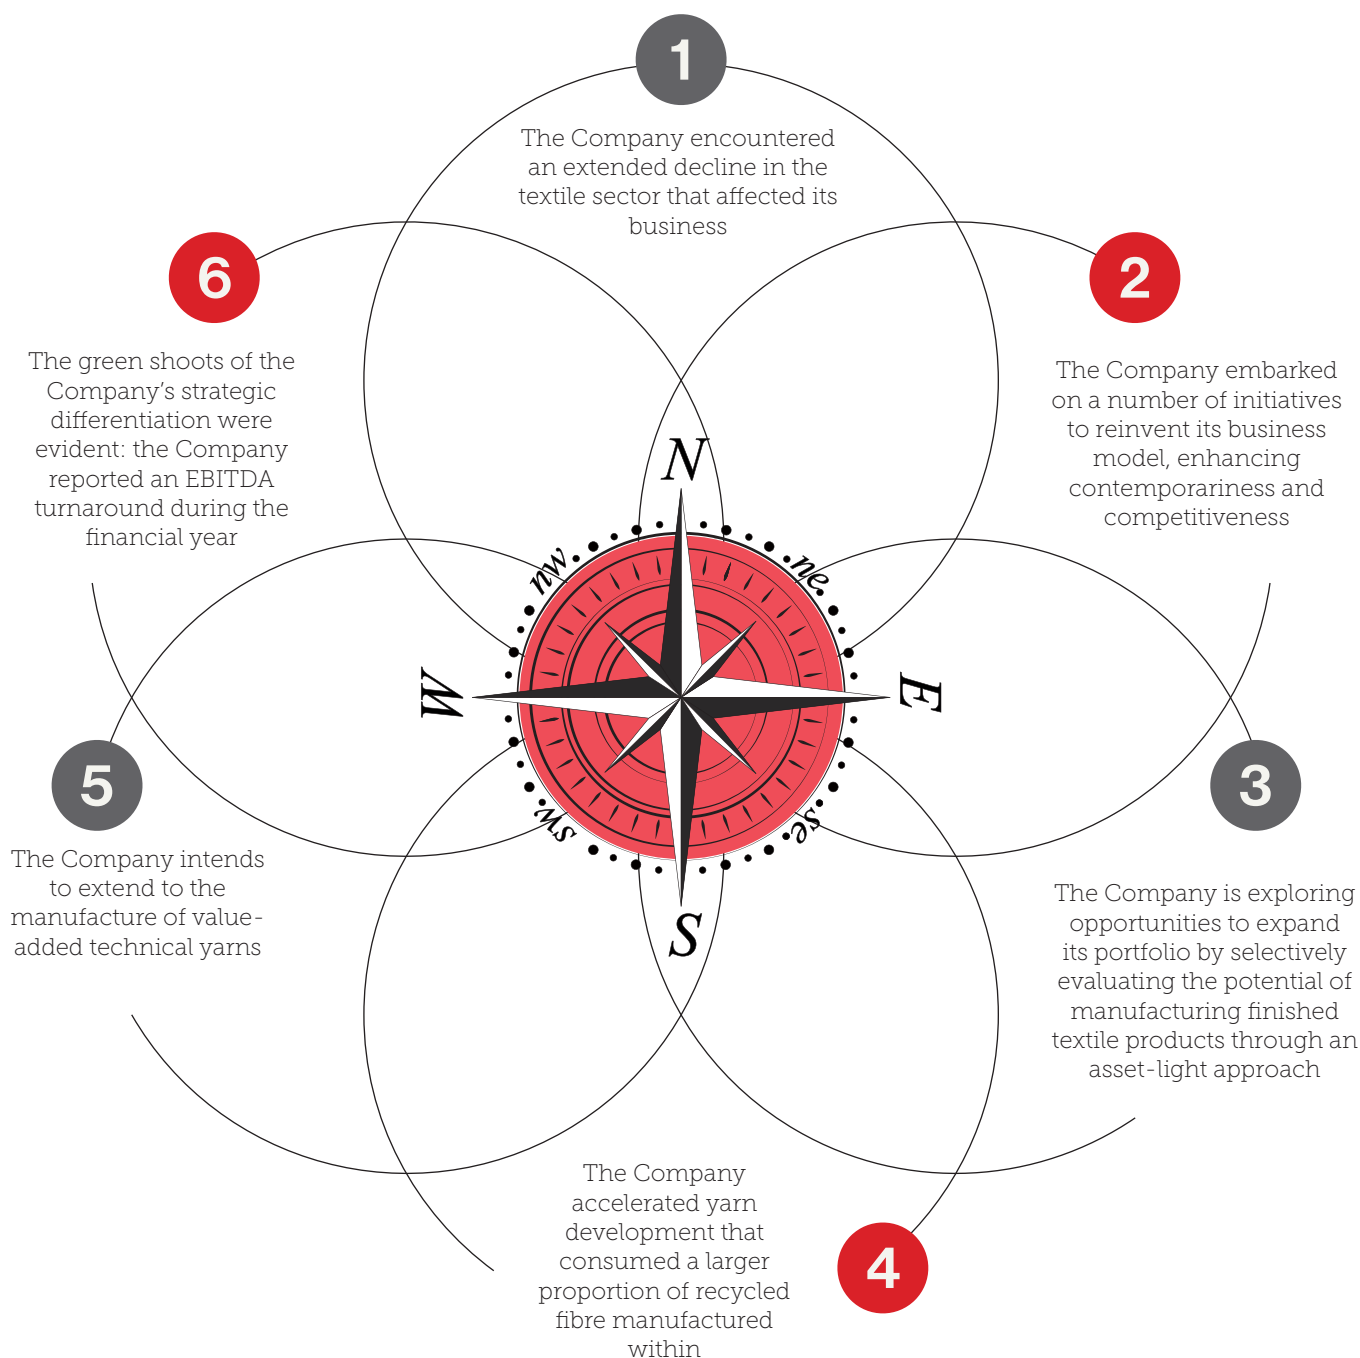 1
The Company encountered
an extended decline in the
textile sector that affected its
business
2
The Company embarked
on a number of initiatives
to reinvent its business
model, enhancing
contemporariness and
competitiveness
3
The Company is exploring
opportunities to expand
its portfolio by selectively
evaluating the potential of
manufacturing finished
textile products through an
asset-light approach
4
The Company
accelerated yarn
development that
consumed a larger
proportion of recycled
fibre manufactured
within
5
The Company intends
to extend to the
manufacture of value-
added technical yarns
6
The green shoots of the
Company’s strategic
differentiation were
evident: the Company
reported an EBITDA
turnaround during the
financial year
N
ne
E
se
S
sw
W
nw